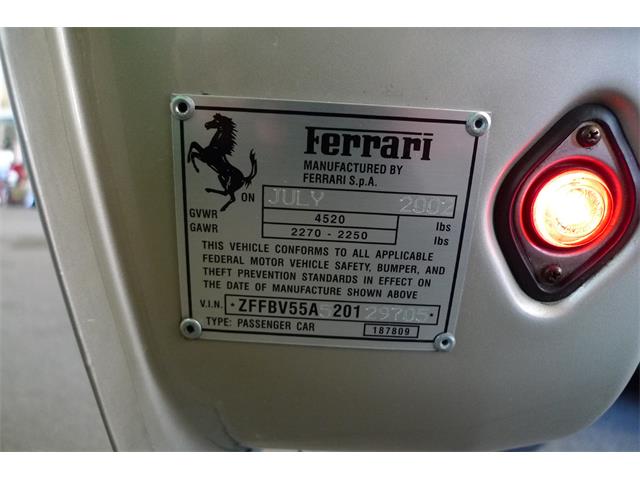 Ferrari
MANUFACTURED BY
FERRARI S.p.A.
ON JULY 2002
GVWR 4520 lbs
GAWR 2270 - 2250 lbs
THIS VEHICLE CONFORMS TO ALL APPLICABLE
FEDERAL MOTOR VEHICLE SAFETY, BUMPER, AND
THEFT PREVENTION STANDARDS IN EFFECT ON
THE DATE OF MANUFACTURE SHOWN ABOVE
V.I.N. •ZFFBV55A520129705•
TYPE: PASSENGER CAR 187809